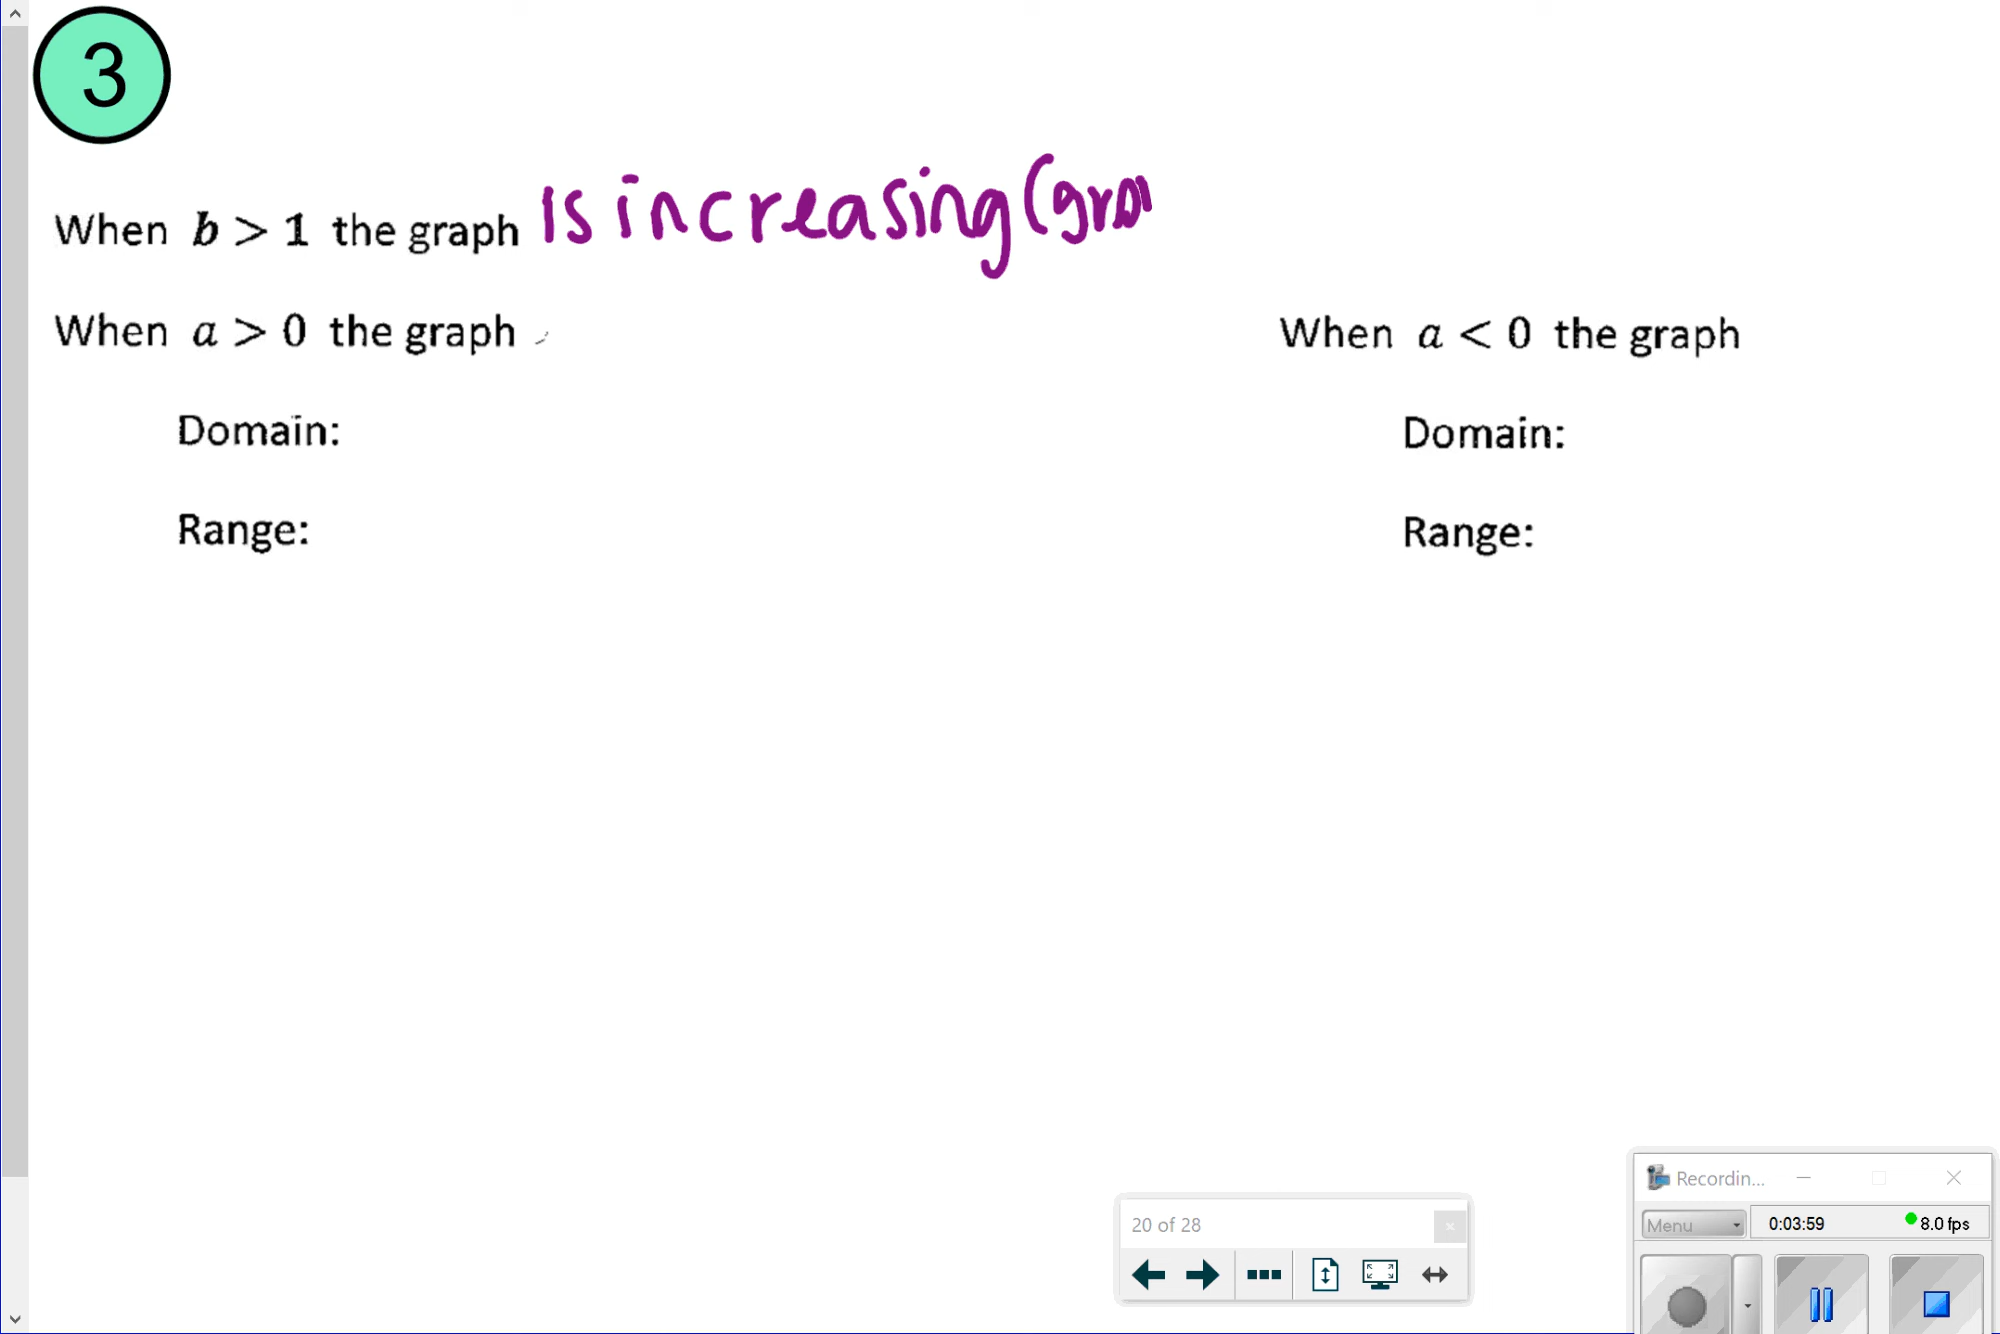 3
When b > 1 the graph Is increasing (grow
When a > 0 the graph
When a < 0 the graph
Domain:
Domain:
Range:
Range:
20 of 28
Recordin...
Menu
0:03:59
8.0 fps